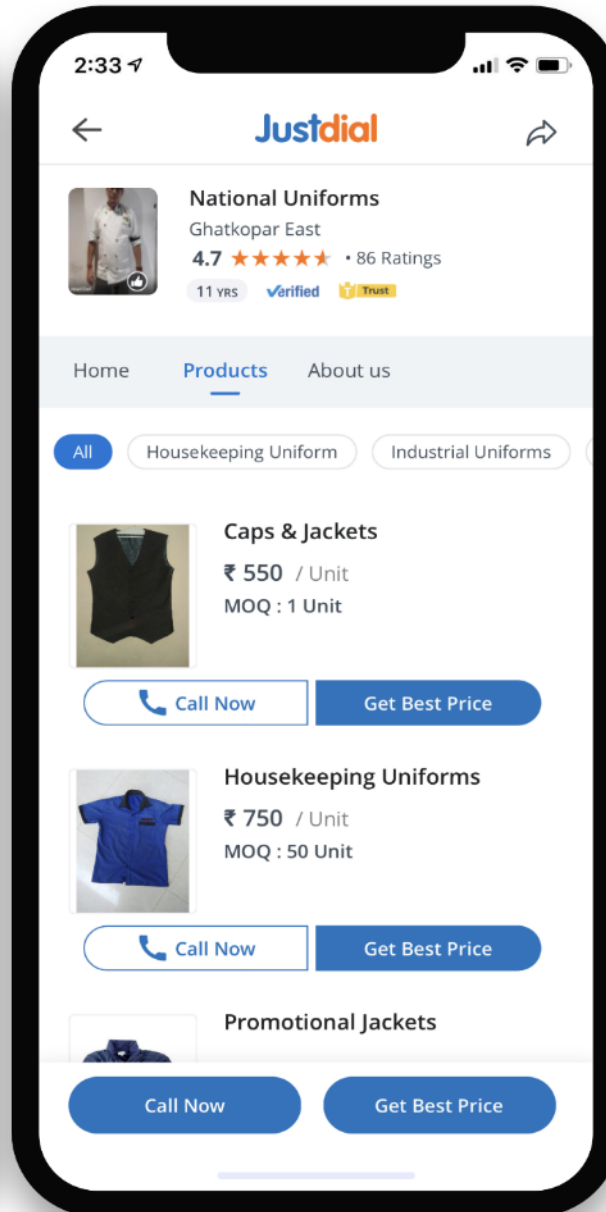 2:33
Justdial
National Uniforms
Ghatkopar East
4.7 • 86 Ratings
11 YRS Verified T Trust
Home Products About us
All Housekeeping Uniform Industrial Uniforms
Caps & Jackets
₹ 550 / Unit
MOQ : 1 Unit
Call Now Get Best Price
Housekeeping Uniforms
₹ 750 / Unit
MOQ : 50 Unit
Call Now Get Best Price
Promotional Jackets
Call Now Get Best Price